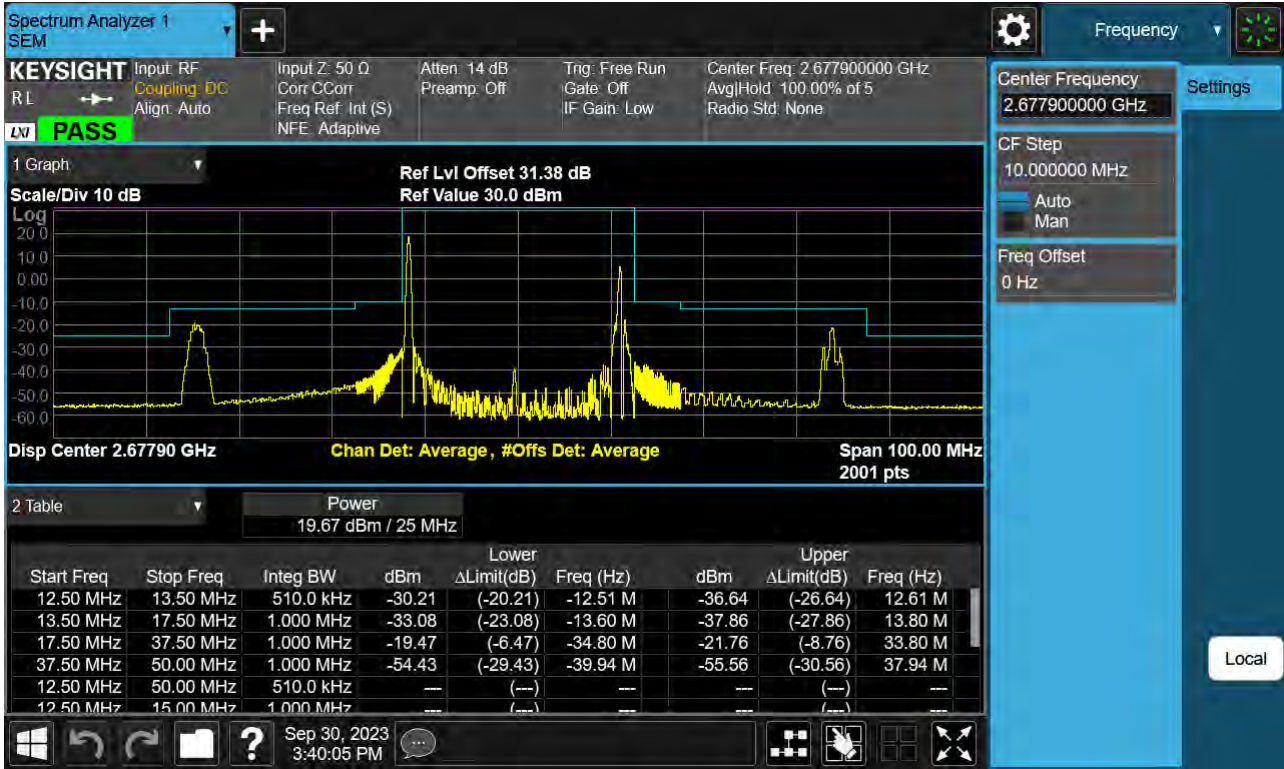 Spectrum Analyzer 1
SEM
+
Frequency
KEYSIGHT
R L
LXI
PASS
Input: RF
Coupling: DC
Align: Auto
Input Z: 50 Ω
Corr CCorr
Freq Ref: Int (S)
NFE: Adaptive
Atten: 14 dB
Preamp: Off
Trig: Free Run
Gate: Off
IF Gain: Low
Center Freq: 2.677900000 GHz
Avg|Hold: 100.00% of 5
Radio Std: None
Center Frequency
2.677900000 GHz
Settings
CF Step
10.000000 MHz
Auto
Man
Freq Offset
0 Hz
Local
1 Graph
Scale/Div 10 dB
Ref Lvl Offset 31.38 dB
Ref Value 30.0 dBm
Log
20.0
10.0
0.00
-10.0
-20.0
-30.0
-40.0
-50.0
-60.0
Disp Center 2.67790 GHz
Chan Det: Average, #Offs Det: Average
Span 100.00 MHz
2001 pts
2 Table
Power
19.67 dBm / 25 MHz
Lower Upper
Start Freq Stop Freq Integ BW dBm ΔLimit(dB) Freq (Hz) dBm ΔLimit(dB) Freq (Hz)
12.50 MHz 13.50 MHz 510.0 kHz -30.21 (-20.21) -12.51 M -36.64 (-26.64) 12.61 M
13.50 MHz 17.50 MHz 1.000 MHz -33.08 (-23.08) -13.60 M -37.86 (-27.86) 13.80 M
17.50 MHz 37.50 MHz 1.000 MHz -19.47 (-6.47) -34.80 M -21.76 (-8.76) 33.80 M
37.50 MHz 50.00 MHz 1.000 MHz -54.43 (-29.43) -39.94 M -55.56 (-30.56) 37.94 M
12.50 MHz 50.00 MHz 510.0 kHz --- (---) --- --- (---) ---
12.50 MHz 15.00 MHz 1.000 MHz --- (---) --- --- (---) ---
?
Sep 30, 2023
3:40:05 PM